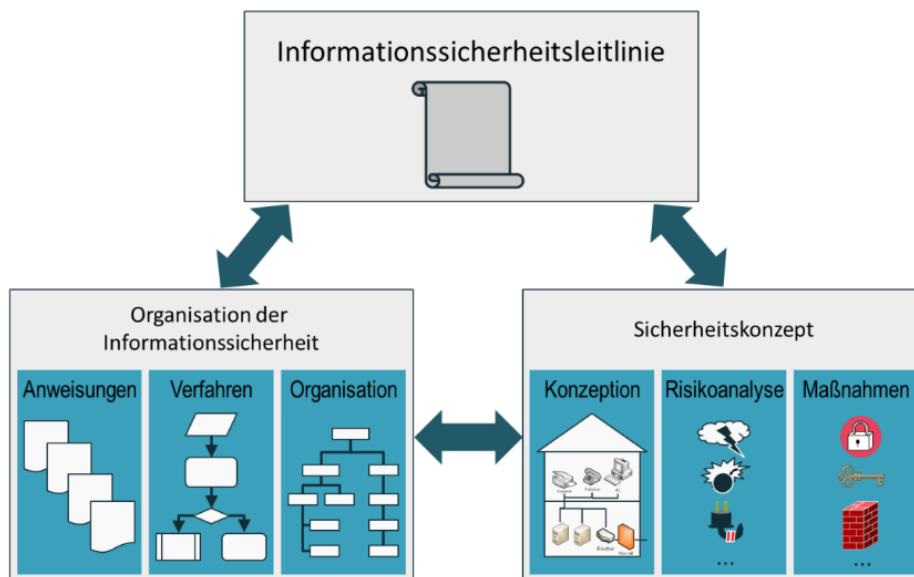 Informationssicherheitsleitlinie
Organisation der
Informationssicherheit
Anweisungen
Verfahren
Organisation
Sicherheitskonzept
Konzeption
Risikoanalyse
Maßnahmen
...
...